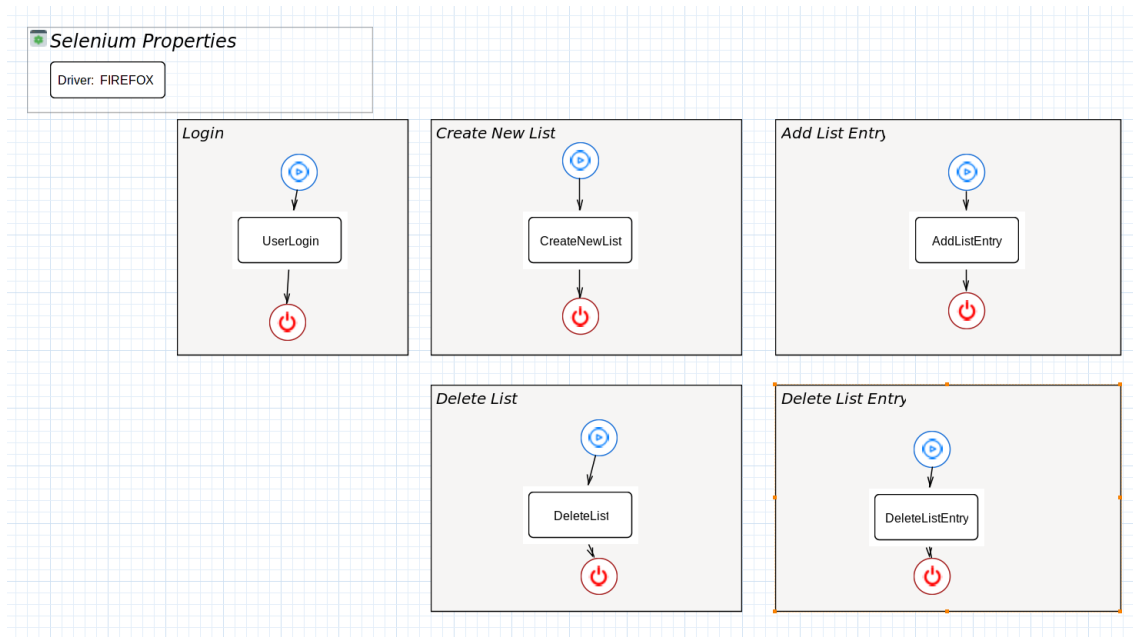 Selenium Properties
Driver: FIREFOX
Login
UserLogin
Create New List
CreateNewList
Add List Entry
AddListEntry
Delete List
DeleteList
Delete List Entry
DeleteListEntry